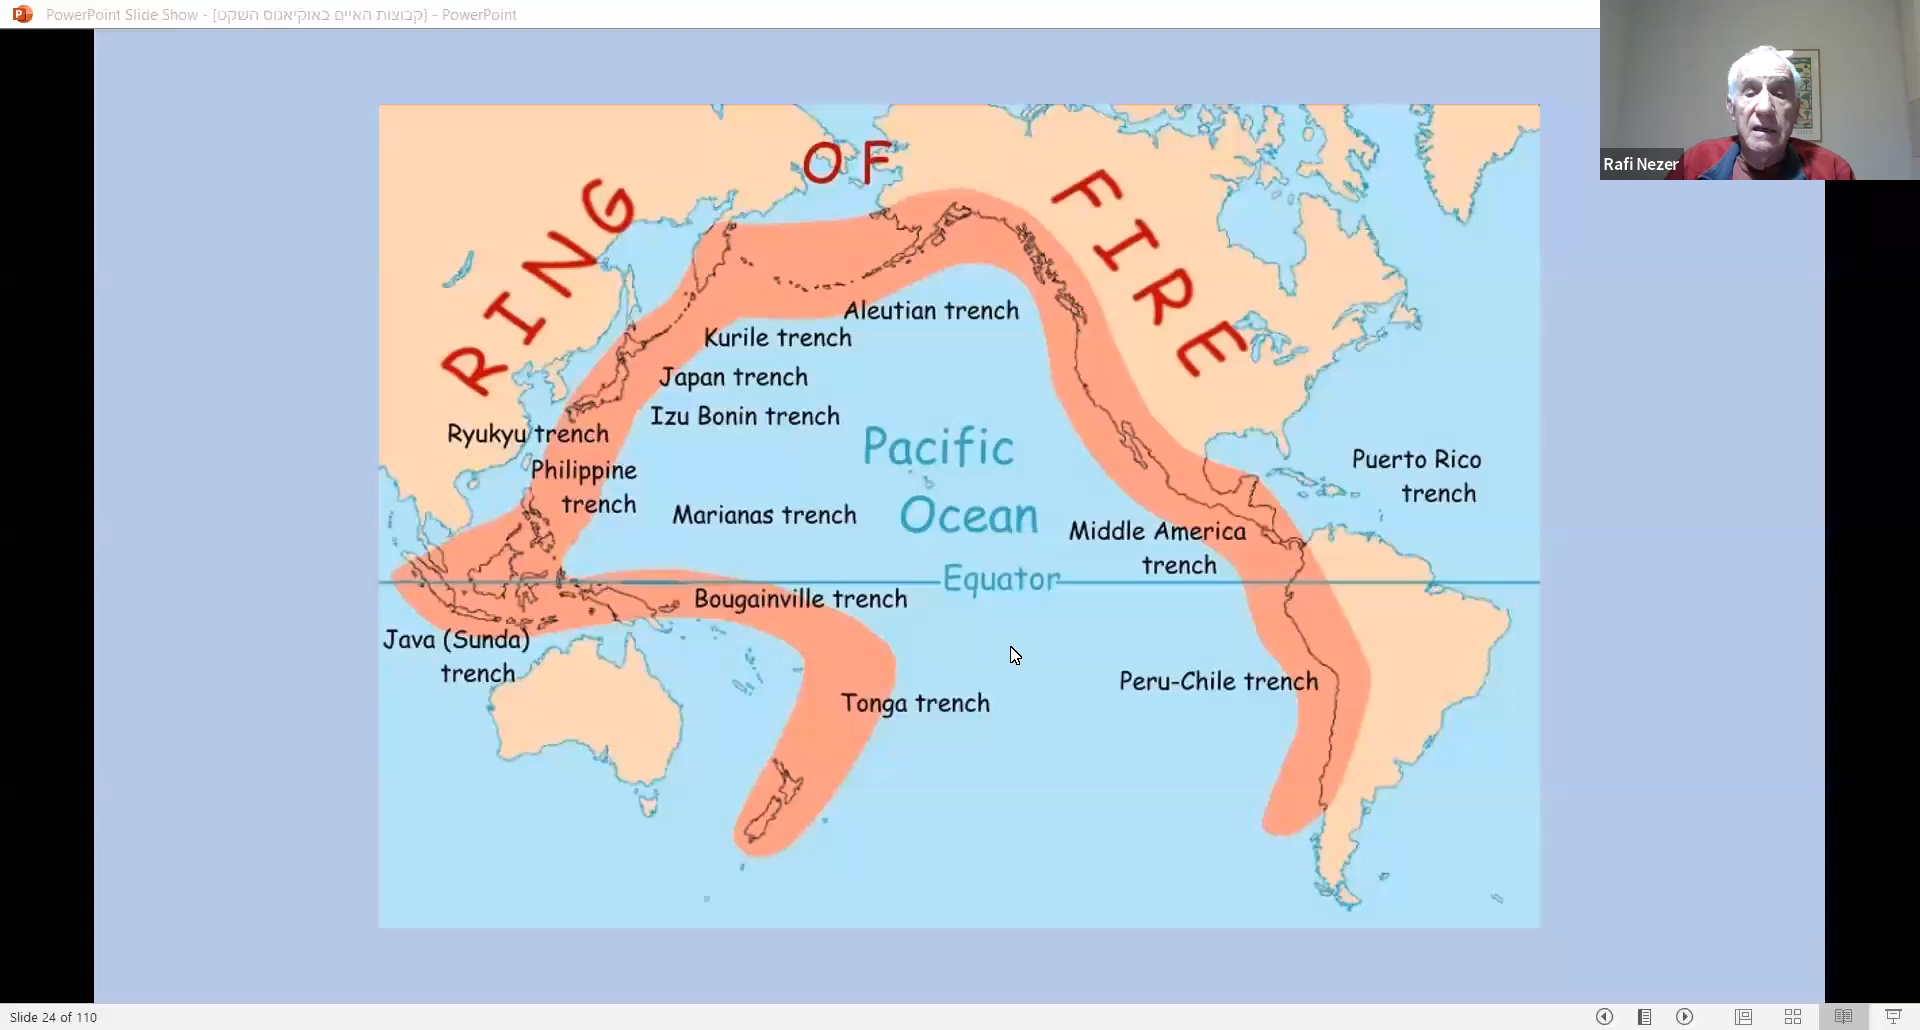 PowerPoint Slide Show - [קבוצות האיים באוקיאנוס השקט] - PowerPoint
Rafi Nezer
RING OF FIRE
Aleutian trench
Kurile trench
Japan trench
Izu Bonin trench
Ryukyu trench
Philippine
trench
Marianas trench
Pacific
Ocean
Puerto Rico
trench
Middle America
trench
Equator
Bougainville trench
Java (Sunda)
trench
Peru-Chile trench
Tonga trench
Slide 24 of 110